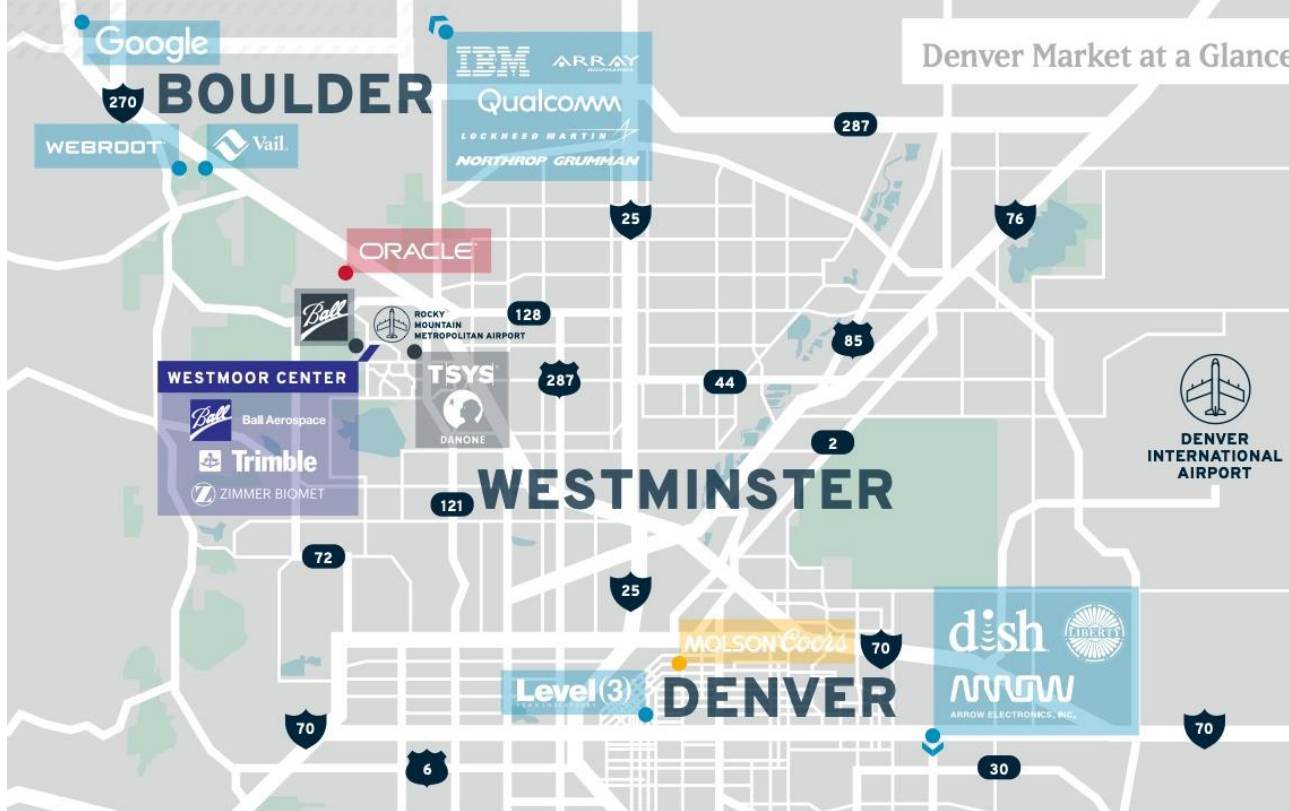 Google
BOULDER
270
WEBROOT
Vail
IBM
ARRAY
BIOPHARMA
Qualcomm
LOCKHEED MARTIN
NORTHROP GRUMMAN
Denver Market at a Glance
287
25
76
ORACLE
Ball
ROCKY
MOUNTAIN
METROPOLITAN AIRPORT
128
85
WESTMOOR CENTER
Ball
Ball Aerospace
Trimble
ZIMMER BIOMET
TSYS
DANONE
287
44
2
DENVER
INTERNATIONAL
AIRPORT
WESTMINSTER
121
72
25
MOLSON Coors
70
dish
LIBERTY
ARROW
ARROW ELECTRONICS, INC.
Level(3)
DENVER
70
70
6
30